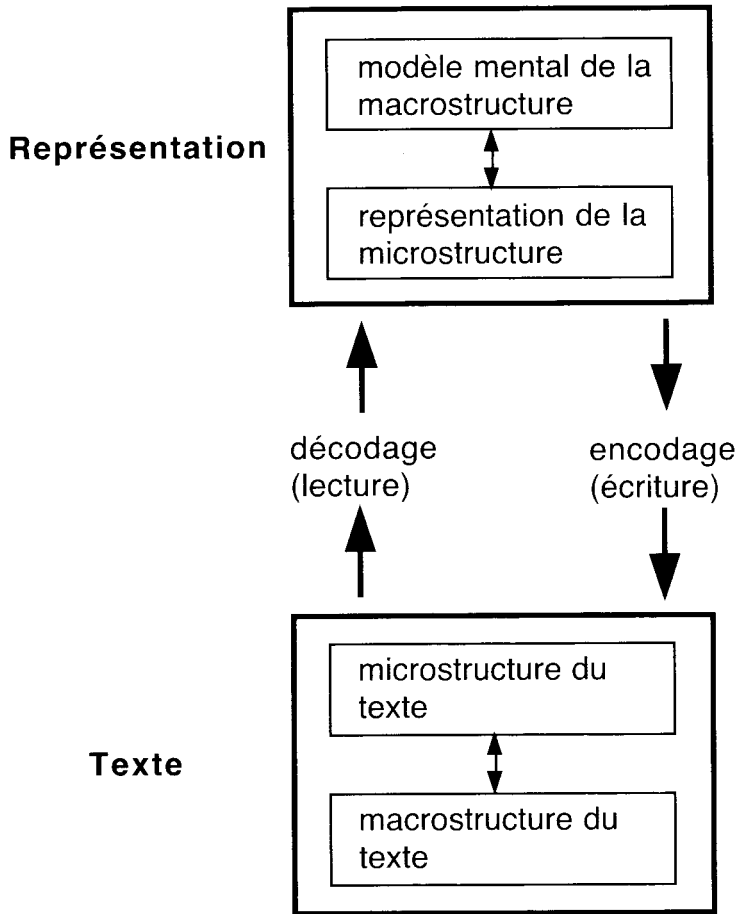 modèle mental de la
macrostructure
Représentation
représentation de la
microstructure
décodage
(lecture)
encodage
(écriture)
microstructure du
texte
Texte
macrostructure du
texte